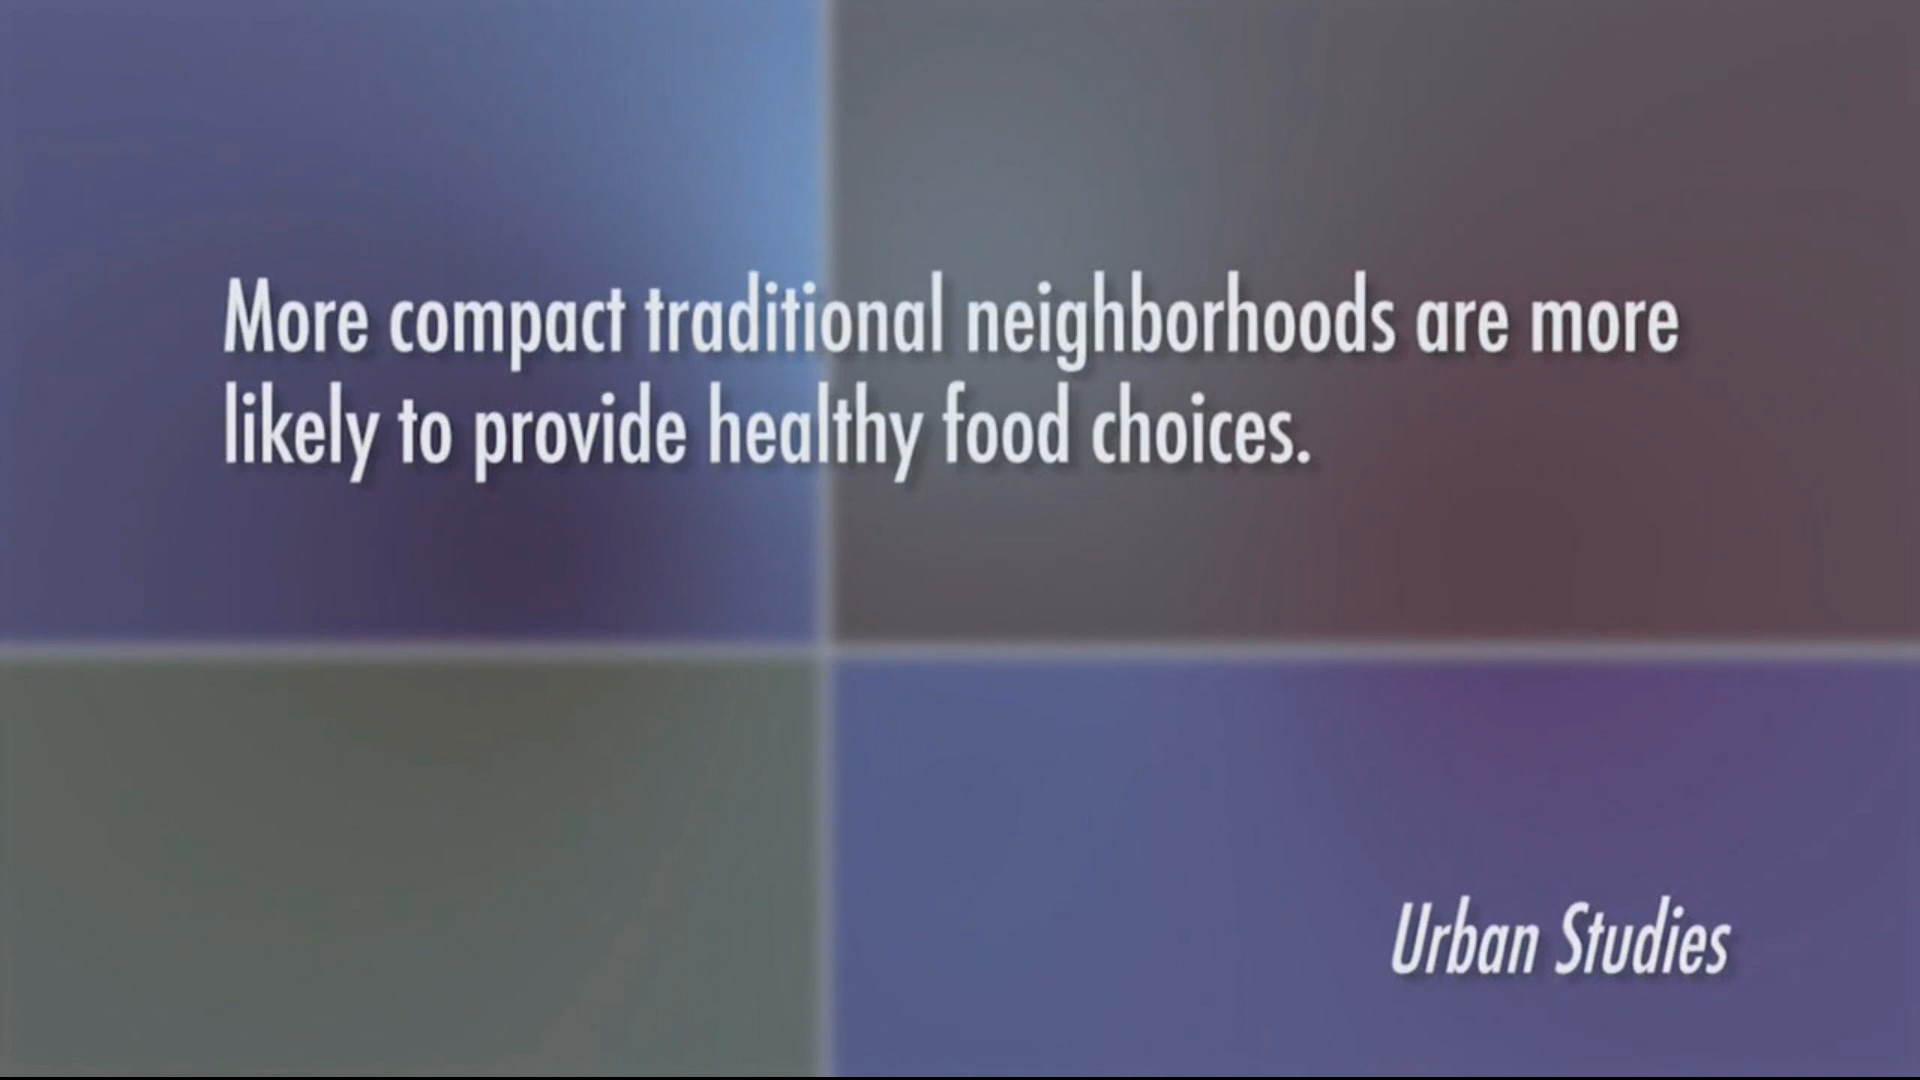 More compact traditional neighborhoods are more
likely to provide healthy food choices.
Urban Studies